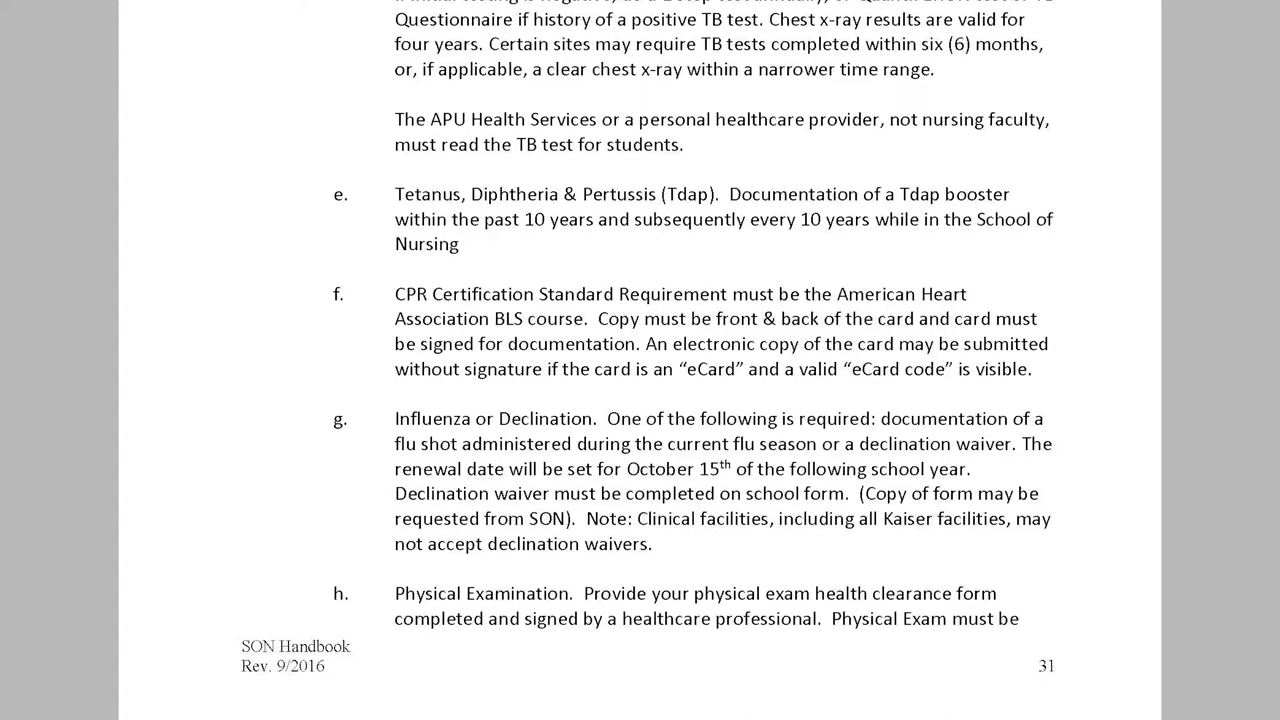 Questionnaire if history of a positive TB test. Chest x-ray results are valid for
four years. Certain sites may require TB tests completed within six (6) months,
or, if applicable, a clear chest x-ray within a narrower time range.
The APU Health Services or a personal healthcare provider, not nursing faculty,
must read the TB test for students.
e. Tetanus, Diphtheria & Pertussis (Tdap). Documentation of a Tdap booster
within the past 10 years and subsequently every 10 years while in the School of
Nursing
f. CPR Certification Standard Requirement must be the American Heart
Association BLS course. Copy must be front & back of the card and card must
be signed for documentation. An electronic copy of the card may be submitted
without signature if the card is an “eCard” and a valid “eCard code” is visible.
g. Influenza or Declination. One of the following is required: documentation of a
flu shot administered during the current flu season or a declination waiver. The
renewal date will be set for October 15th of the following school year.
Declination waiver must be completed on school form. (Copy of form may be
requested from SON). Note: Clinical facilities, including all Kaiser facilities, may
not accept declination waivers.
h. Physical Examination. Provide your physical exam health clearance form
completed and signed by a healthcare professional. Physical Exam must be
SON Handbook
Rev. 9/2016
31